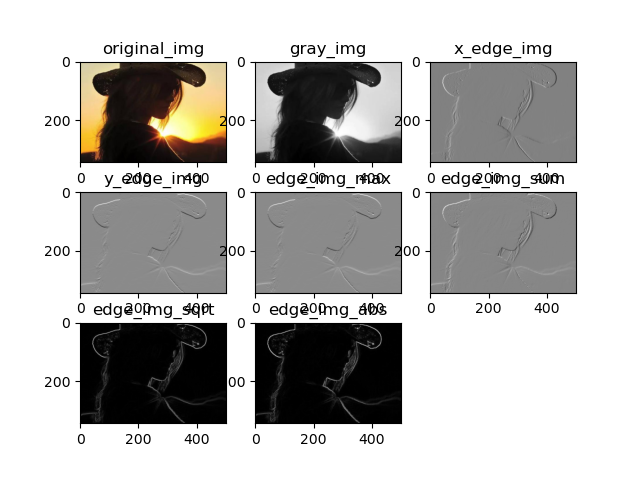 original_img gray_img x_edge_img
0 0 0
200 200 200
0 200 400 0 200 400 0 200 400
y_edge_img edge_img_max edge_img_sum
0 0 0
200 200 200
0 200 400 0 200 400 0 200 400
edge_img_sqrt edge_img_abs
0 0
200 200
0 200 400 0 200 400